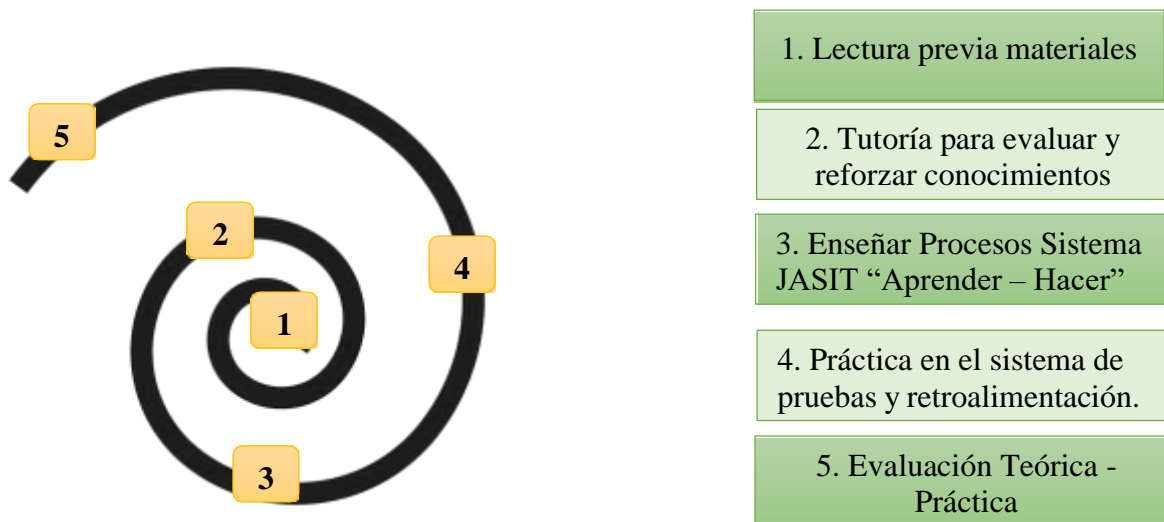 1. Lectura previa materiales
5
2. Tutoría para evaluar y
reforzar conocimientos
2
3. Enseñar Procesos Sistema
JASIT “Aprender – Hacer”
4
1
4. Práctica en el sistema de
pruebas y retroalimentación.
3
5. Evaluación Teórica -
Práctica